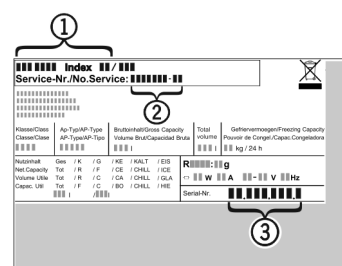 ①
Index /
Service-Nr./No.Service: -
②
Klasse/Class Ap-Typ/AP-Type Bruttoinhalt/Gross Capacity Total Gefriervermoegen/Freezing Capacity
Classe/Clase AP-Type/AP-Tipo Volume Brut/Capacidad Bruta volume Pouvoir de Congel./Capac.Congeladora
l l kg / 24 h
Nutzinhalt Ges / K / G / KE / KALT / EIS
Net.Capacity Tot / R / F / CE / CHILL / ICE
Volume Utile Tot / R / C / CA / CHILL / GLA
Capac. Util Tot / F / C / BO / CHILL / HIE
l / l
R : g
W A - V Hz
Serial-Nr. . . .
③